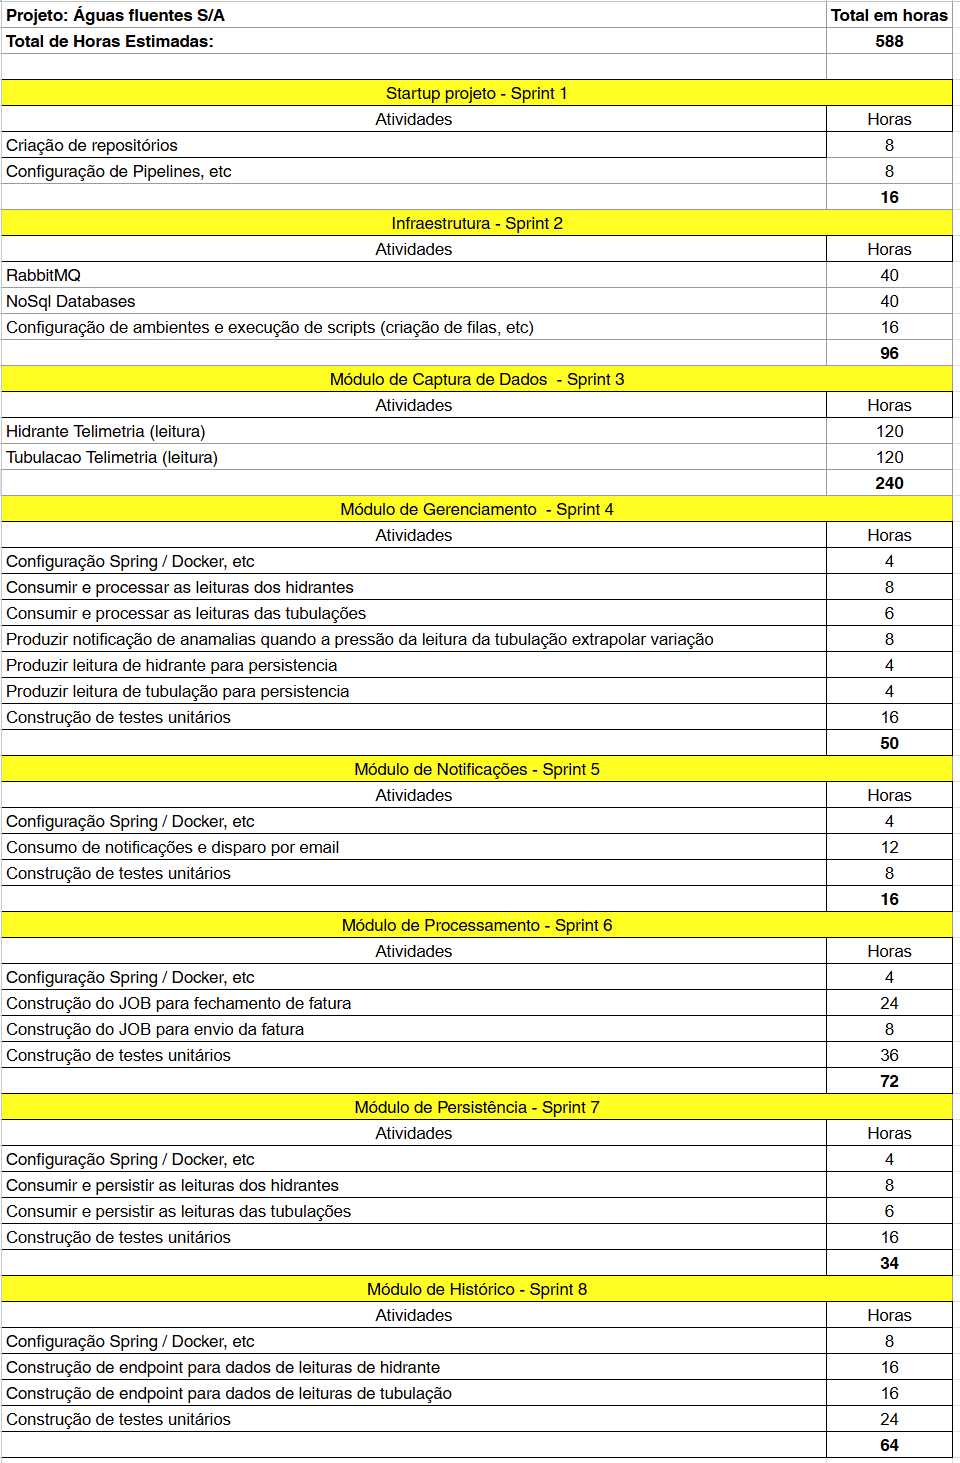 Projeto: Águas fluentes S/A Total em horas
Total de Horas Estimadas: 588
Startup projeto - Sprint 1
Atividades Horas
Criação de repositórios 8
Configuração de Pipelines, etc 8
16
Infraestrutura - Sprint 2
Atividades Horas
RabbitMQ 40
NoSql Databases 40
Configuração de ambientes e execução de scripts (criação de filas, etc) 16
96
Módulo de Captura de Dados - Sprint 3
Atividades Horas
Hidrante Telimetria (leitura) 120
Tubulacao Telimetria (leitura) 120
240
Módulo de Gerenciamento - Sprint 4
Atividades Horas
Configuração Spring / Docker, etc 4
Consumir e processar as leituras dos hidrantes 8
Consumir e processar as leituras das tubulações 6
Produzir notificação de anamalias quando a pressão da leitura da tubulação extrapolar variação 8
Produzir leitura de hidrante para persistencia 4
Produzir leitura de tubulação para persistencia 4
Construção de testes unitários 16
50
Módulo de Notificações - Sprint 5
Atividades Horas
Configuração Spring / Docker, etc 4
Consumo de notificações e disparo por email 12
Construção de testes unitários 8
16
Módulo de Processamento - Sprint 6
Atividades Horas
Configuração Spring / Docker, etc 4
Construção do JOB para fechamento de fatura 24
Construção do JOB para envio da fatura 8
Construção de testes unitários 36
72
Módulo de Persistência - Sprint 7
Atividades Horas
Configuração Spring / Docker, etc 4
Consumir e persistir as leituras dos hidrantes 8
Consumir e persistir as leituras das tubulações 6
Construção de testes unitários 16
34
Módulo de Histórico - Sprint 8
Atividades Horas
Configuração Spring / Docker, etc 8
Construção de endpoint para dados de leituras de hidrante 16
Construção de endpoint para dados de leituras de tubulação 16
Construção de testes unitários 24
64